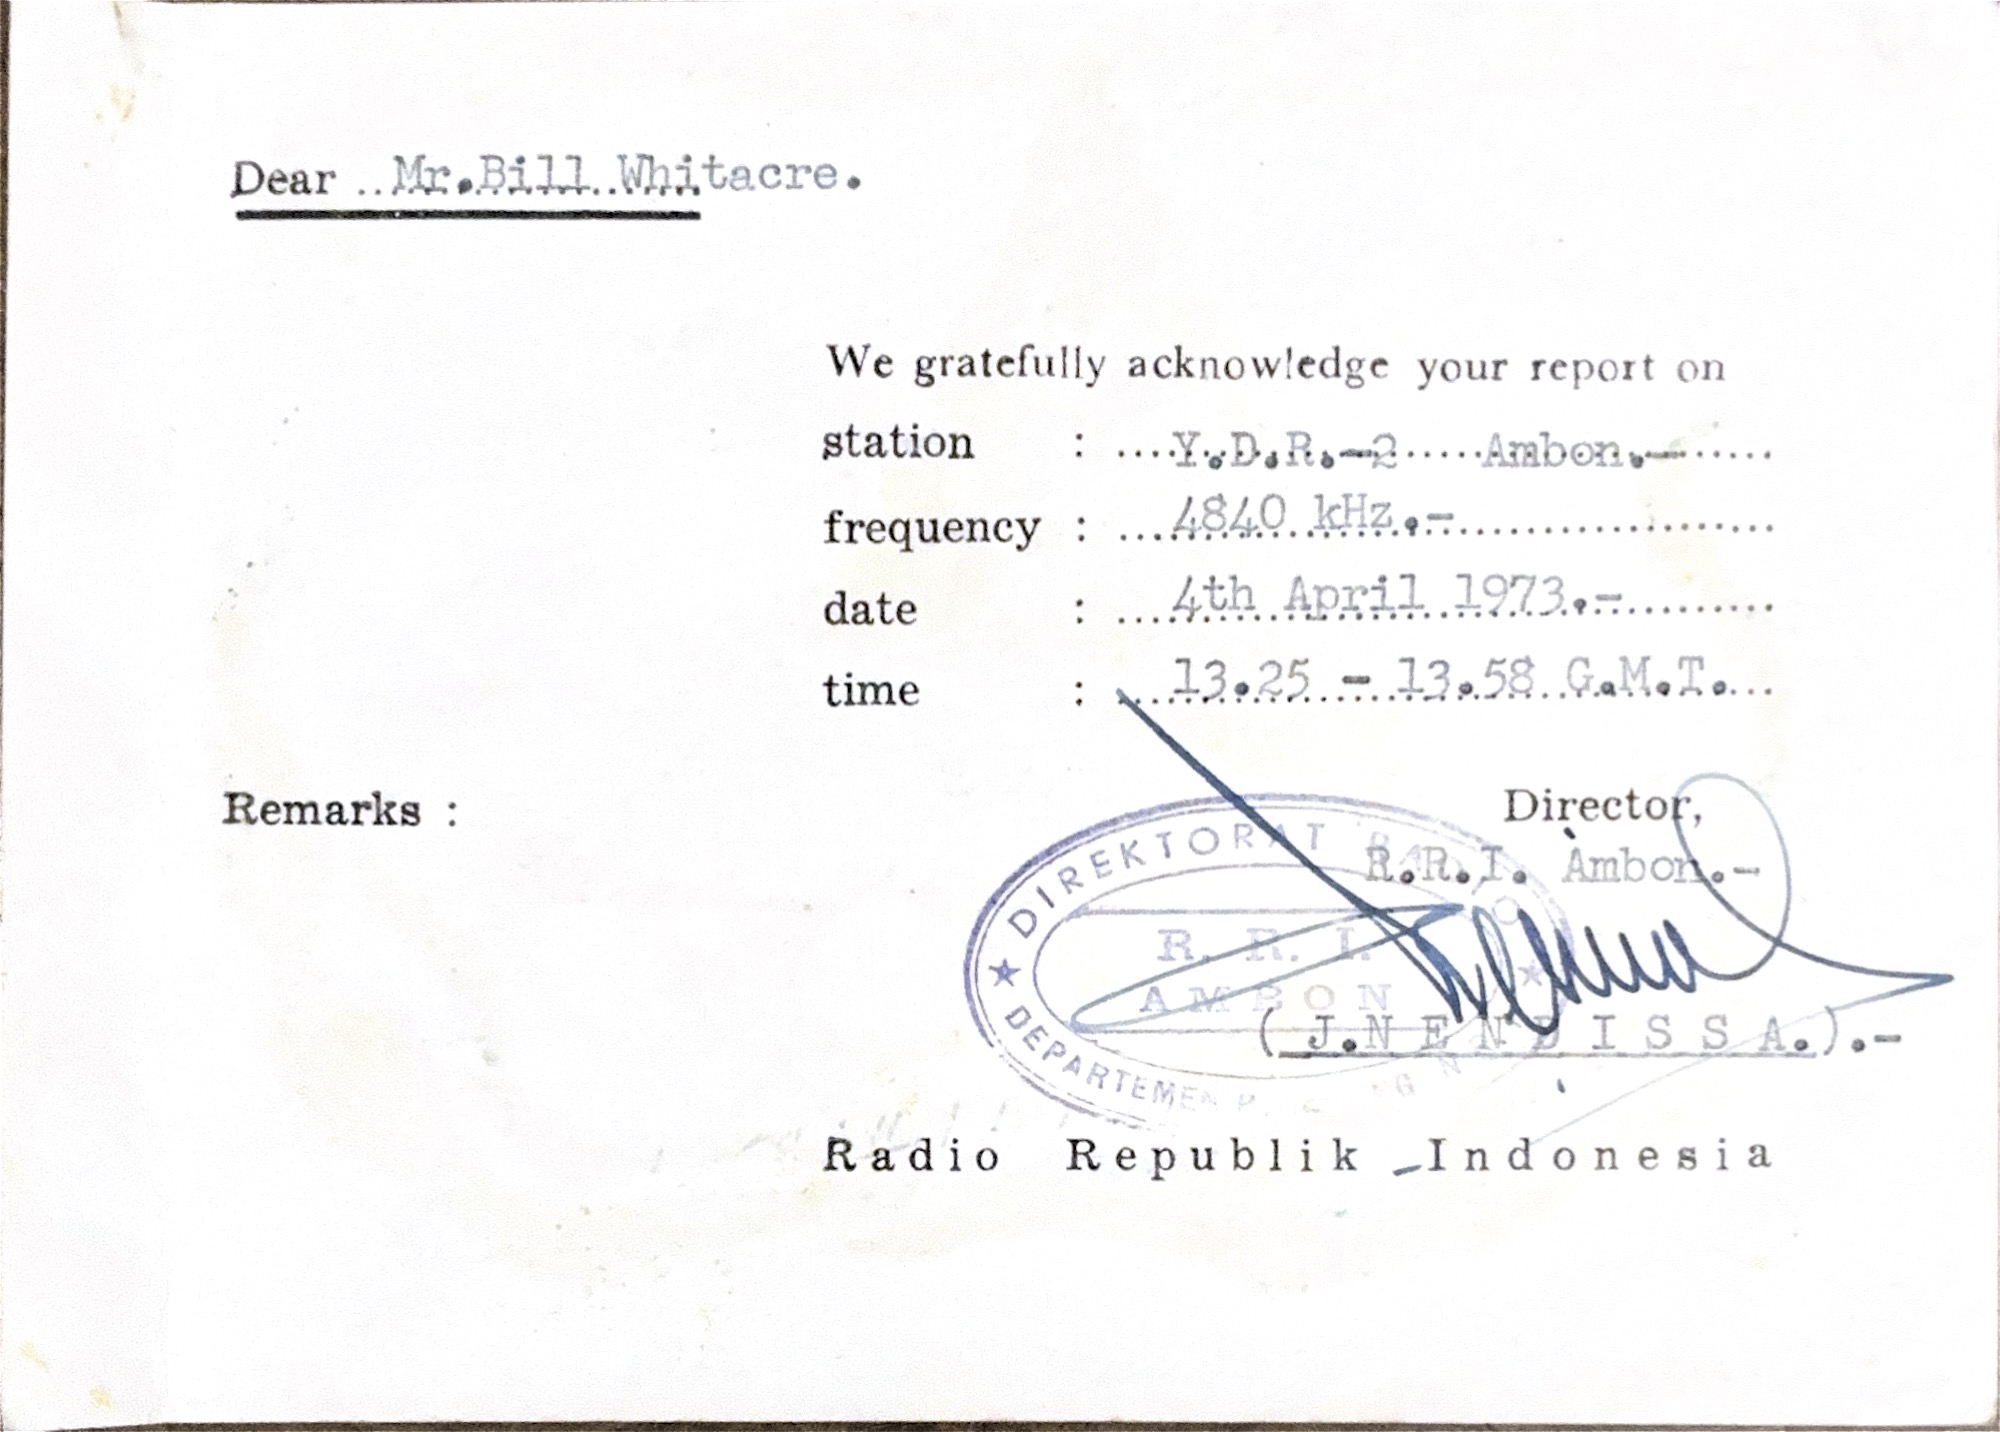 Dear ..Mr.Bill Whitacre.
We gratefully acknowledge your report on
station : ....Y.D.R.-2.....Ambon.-......
frequency : ...4840 kHz.-...................
date : ....4th April 1973.-..........
time : ....13.25 - 13.58 G.M.T....
Remarks :
Director,
R.R.I. Ambon.-
DIREKTORAT
R. R. I.
AMBON
DEPARTEMEN
(J.NENDISSA.).-
Radio Republik Indonesia